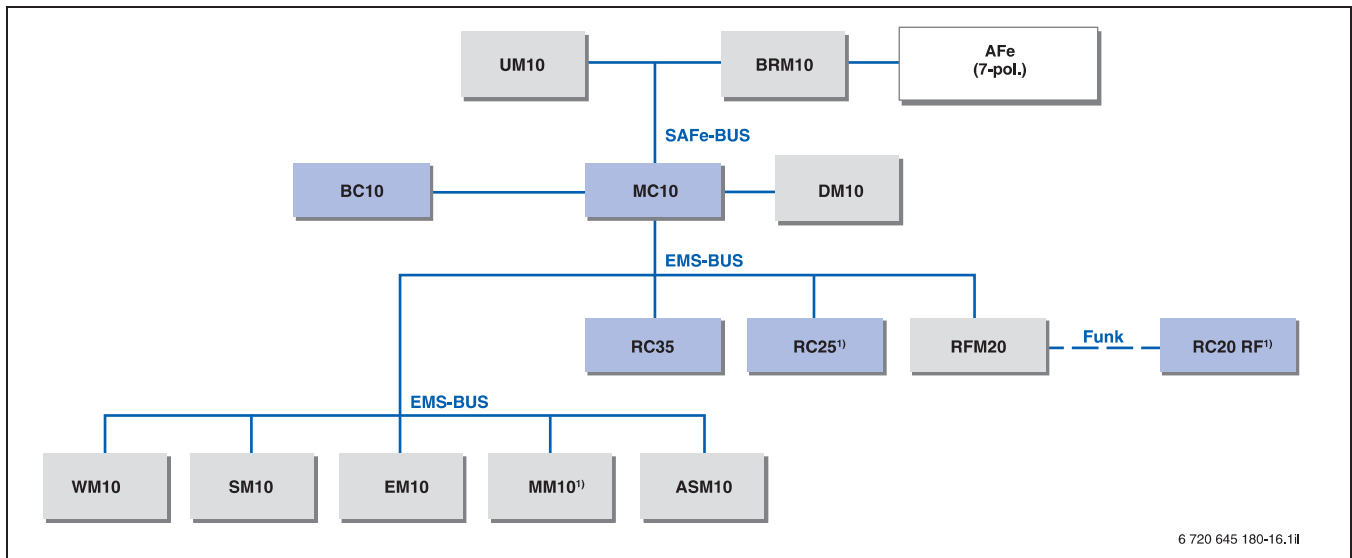 UM10
BRM10
AFe
(7-pol.)
SAFe-BUS
BC10
MC10
DM10
EMS-BUS
RC35
RC25¹⁾
RFM20
Funk
RC20 RF¹⁾
EMS-BUS
WM10
SM10
EM10
MM10¹⁾
ASM10
6 720 645 180-16.1il